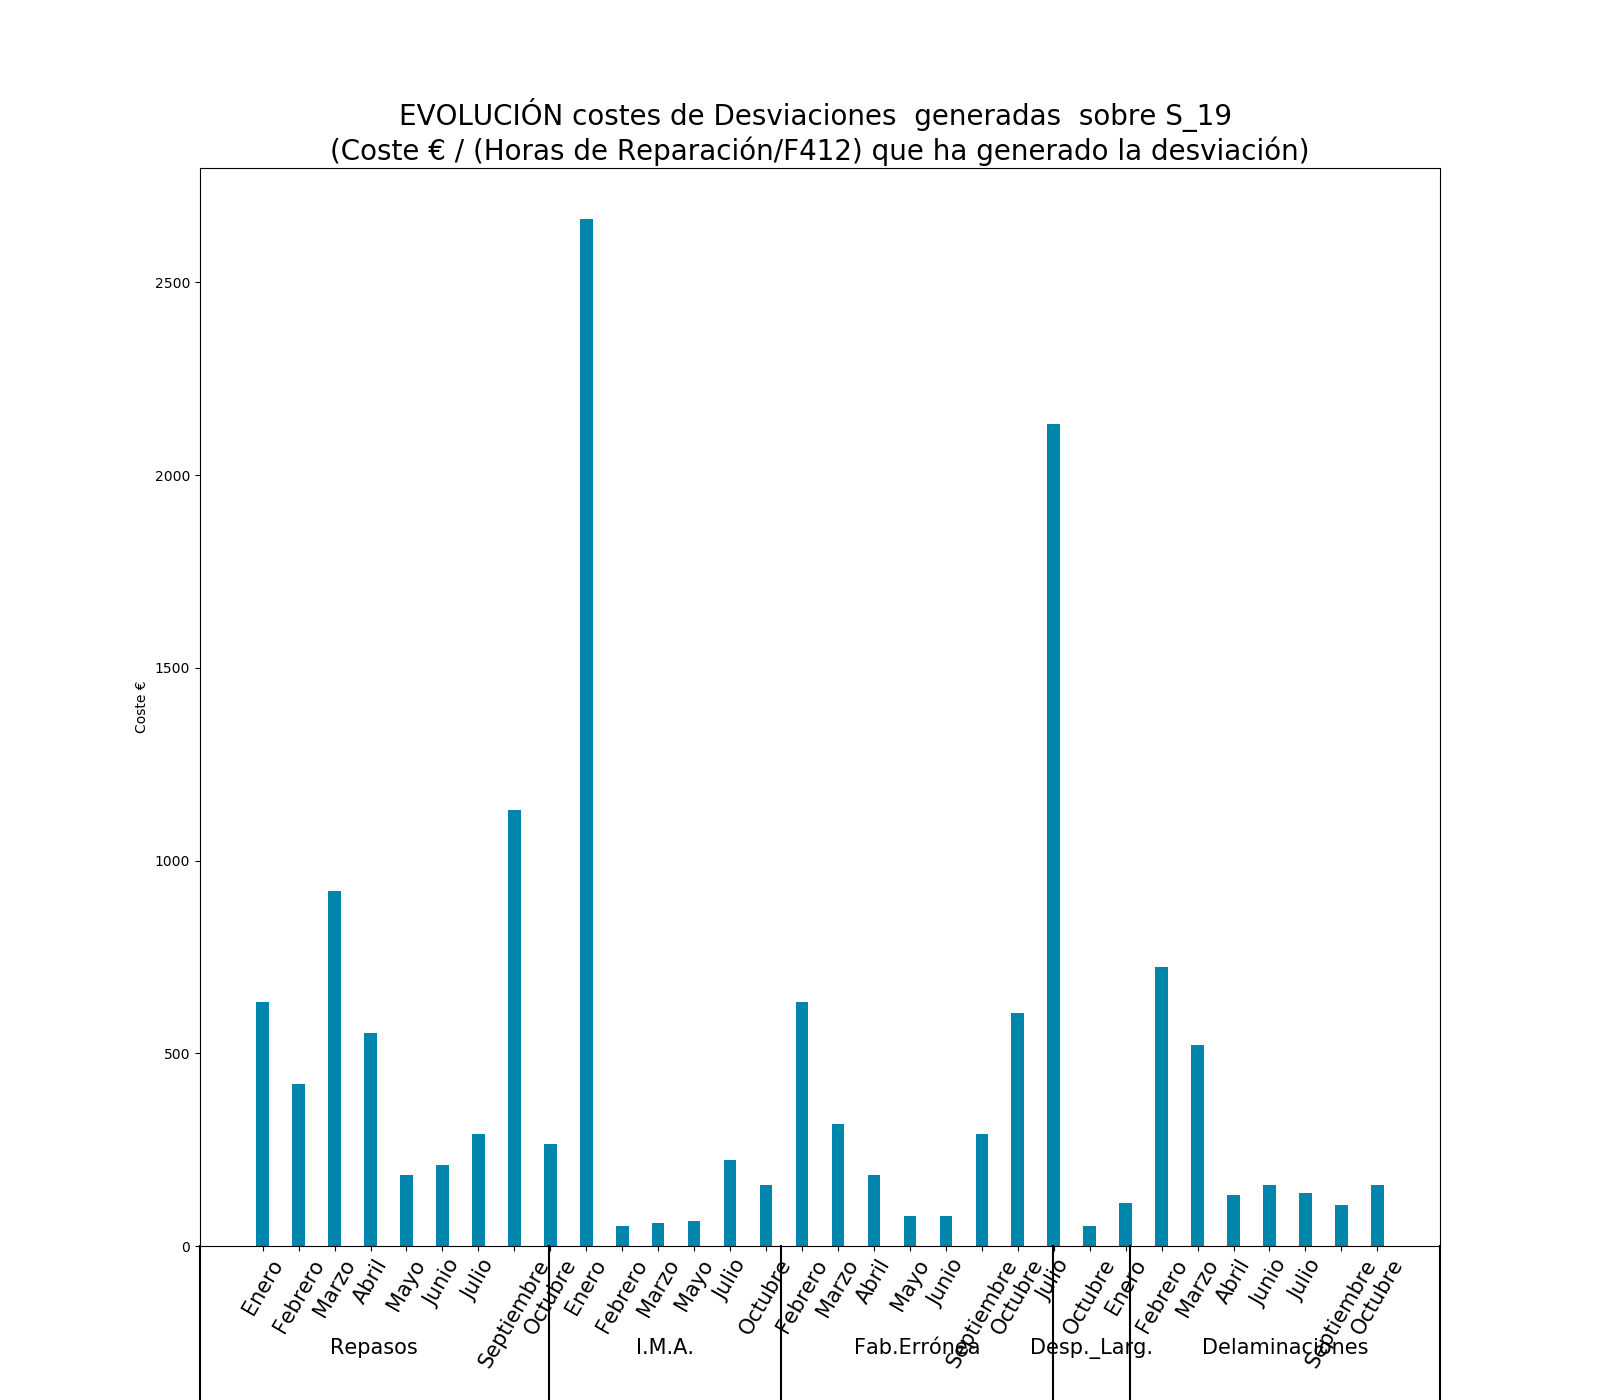 EVOLUCIÓN costes de Desviaciones  generadas  sobre S_19
(Coste € / (Horas de Reparación/F412) que ha generado la desviación)
2500
2000
1500
1000
500
0
Coste €
Enero
Febrero
Marzo
Abril
Mayo
Junio
Julio
Septiembre
Octubre
Enero
Febrero
Marzo
Mayo
Julio
Octubre
Febrero
Marzo
Abril
Mayo
Junio
Septiembre
Octubre
Julio
Octubre
Enero
Febrero
Marzo
Abril
Junio
Julio
Septiembre
Octubre
Repasos
I.M.A.
Fab.Errónea
Desp._Larg.
Delaminaciones